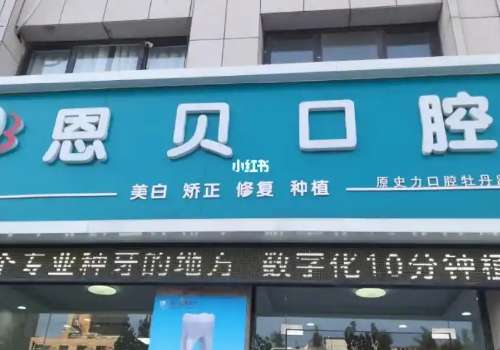 恩贝口腔
小红书
美白 矫正 修复 种植
原史力口腔牡丹
个专业种牙的地方 数字化10分钟